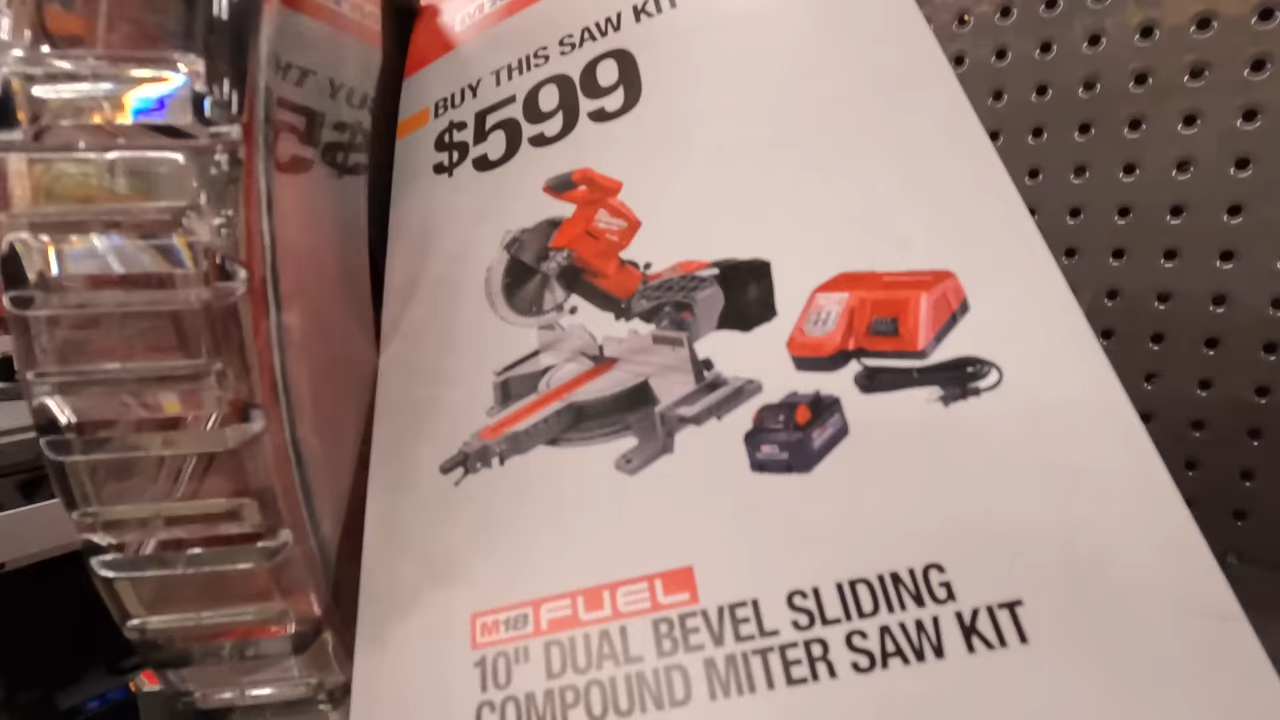 BUY THIS SAW KIT
$599
M18 FUEL
10" DUAL BEVEL SLIDING
COMPOUND MITER SAW KIT